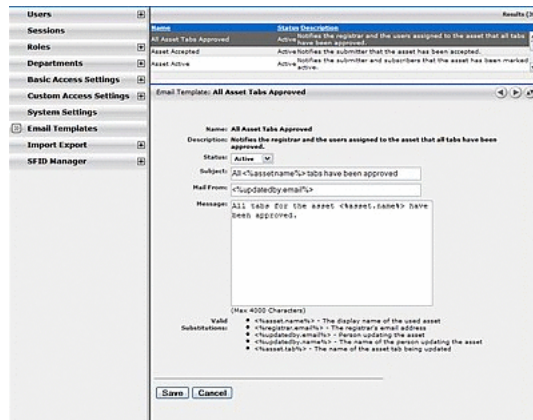 Users
Sessions
Roles
Departments
Basic Access Settings
Custom Access Settings
System Settings
Email Templates
Import Export
SFID Manager
Results
Name Status Description
All Asset Tabs Approved Active Notifies the registrar and the users assigned to the asset that all tabs
have been approved.
Asset Accepted Active Notifies the submitter that the asset has been accepted.
Asset Active Active Notifies the submitter and subscribers that the asset has been marked
active.
Email Template: All Asset Tabs Approved
Name: All Asset Tabs Approved
Description: Notifies the registrar and the users assigned to the asset that all tabs have been
approved.
Status: Active
Subject: All <%assetname%> tabs have been approved
Mail From: <%updatedby.email%>
Message: All tabs for the asset <%asset.name%> have
been approved.
(Max 4000 Characters)
Valid
Substitutions:
<%asset.name%> - The display name of the used asset
<%registrar.email%> - The registrar's email address
<%updatedby.email%> - Person updating the asset
<%updatedby.name%> - The name of the person updating the asset
<%asset.tab%> - The name of the asset tab being updated
Save Cancel